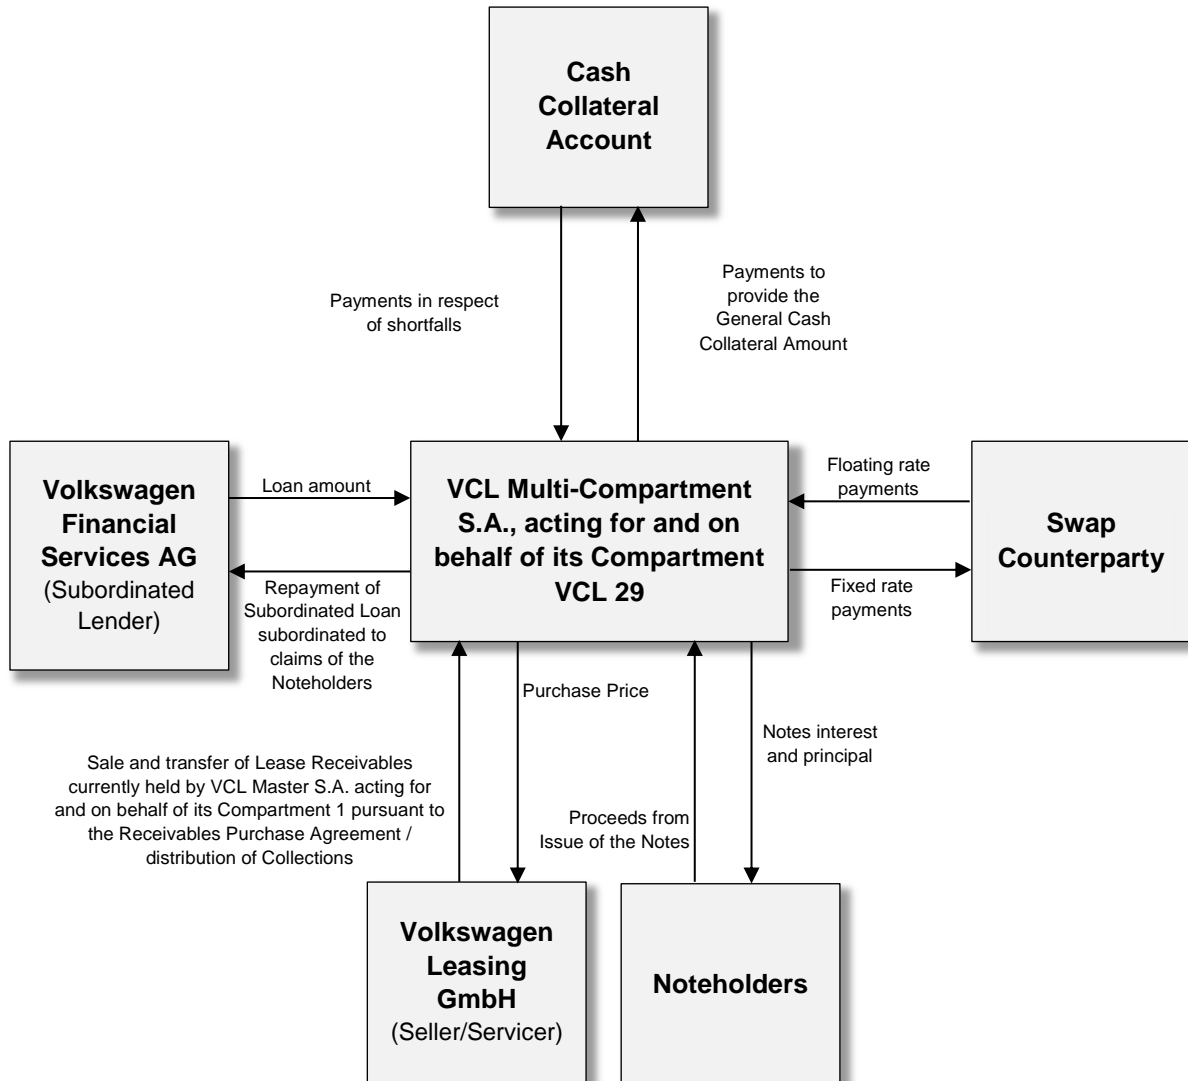 Cash
Collateral
Account
Payments in respect
of shortfalls
Payments to
provide the
General Cash
Collateral Amount
Volkswagen
Financial
Services AG
(Subordinated
Lender)
Loan amount
Repayment of
Subordinated Loan
subordinated to
claims of the
Noteholders
VCL Multi-Compartment
S.A., acting for and on
behalf of its Compartment
VCL 29
Floating rate
payments
Fixed rate
payments
Swap
Counterparty
Sale and transfer of Lease Receivables
currently held by VCL Master S.A. acting for
and on behalf of its Compartment 1 pursuant to
the Receivables Purchase Agreement /
distribution of Collections
Purchase Price
Proceeds from
Issue of the Notes
Notes interest
and principal
Volkswagen
Leasing
GmbH
(Seller/Servicer)
Noteholders